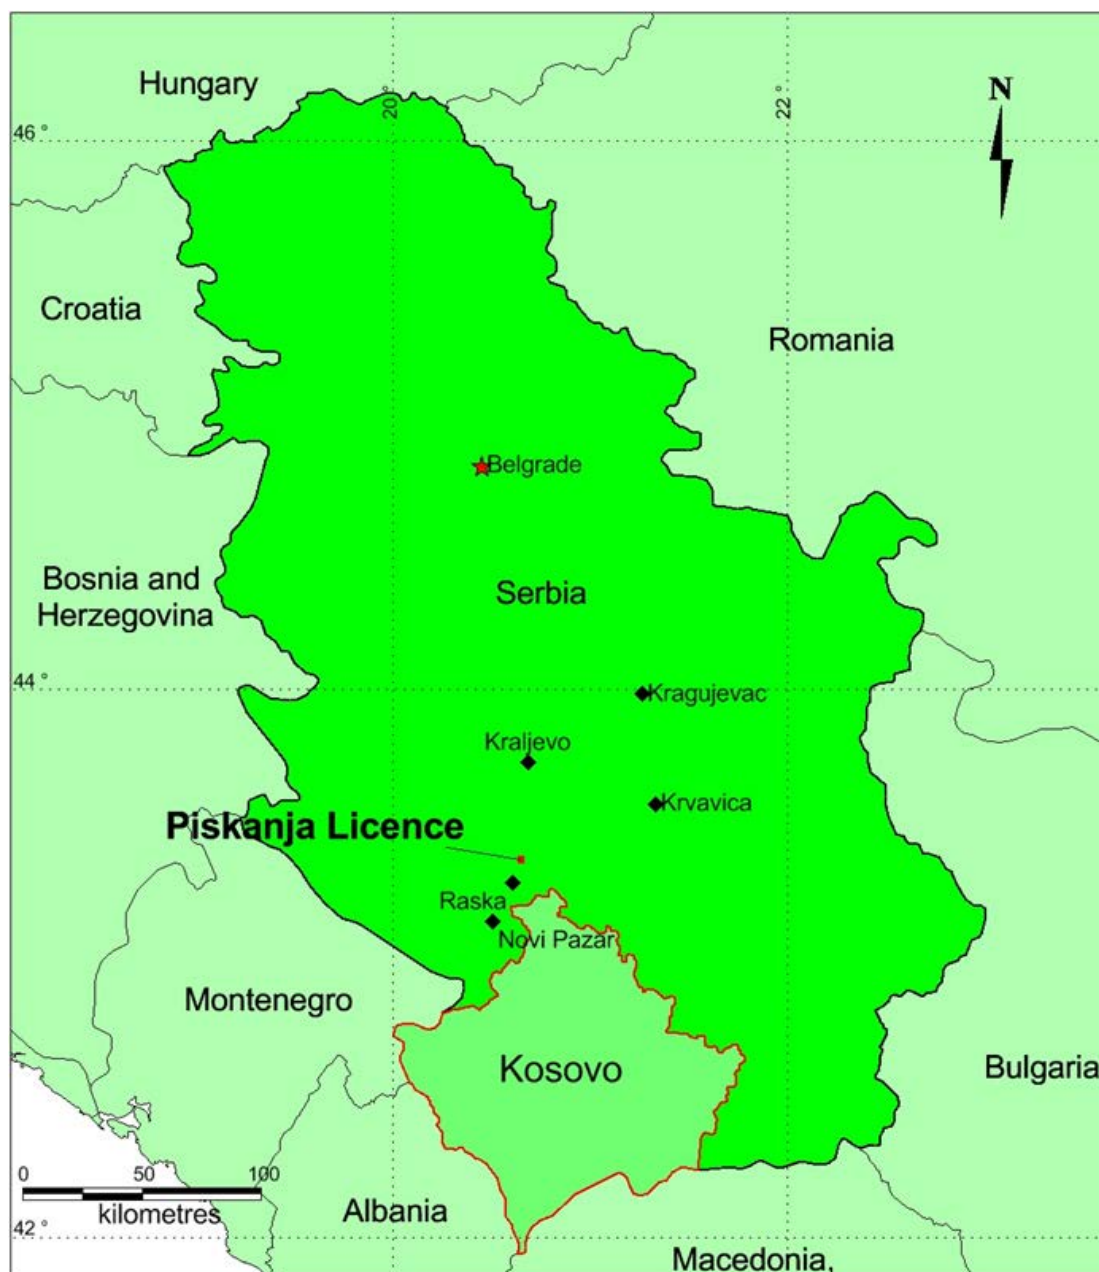 Hungary
20 °
22 °
N
46 °
Croatia
Romania
Belgrade
Bosnia and
Herzegovina
Serbia
44 °
Kragujevac
Kraljevo
Krvavica
Piskanja Licence
Raska
Novi Pazar
Montenegro
Kosovo
Bulgaria
0 50 100
kilometres
Albania
42 °
Macedonia,